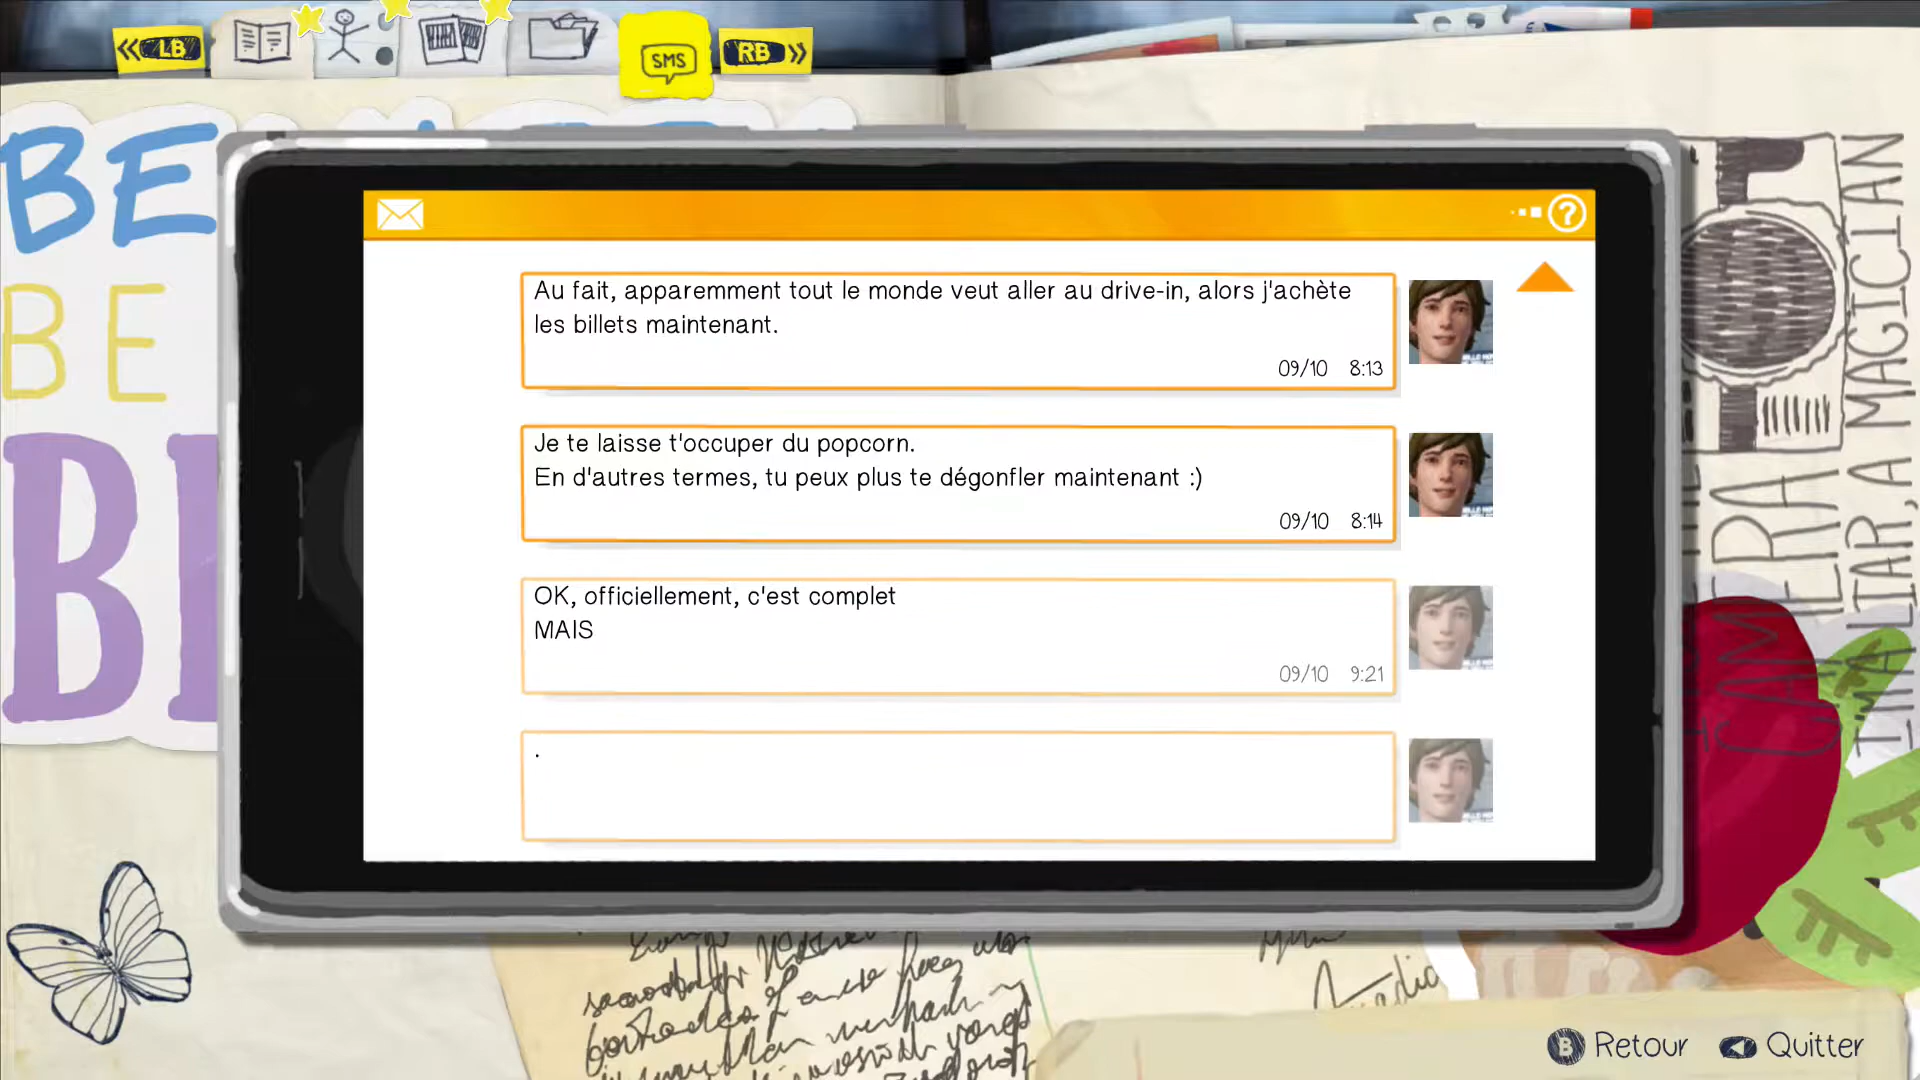 LB
SMS
RB
BE
BE
Au fait, apparemment tout le monde veut aller au drive-in, alors j'achète
les billets maintenant.
09/10 8:13
Je te laisse t'occuper du popcorn.
En d'autres termes, tu peux plus te dégonfler maintenant :)
09/10 8:14
OK, officiellement, c'est complet
MAIS
09/10 9:21
.
CAMERA
I'M A LIAR, A MAGICIAN
B Retour
Quitter